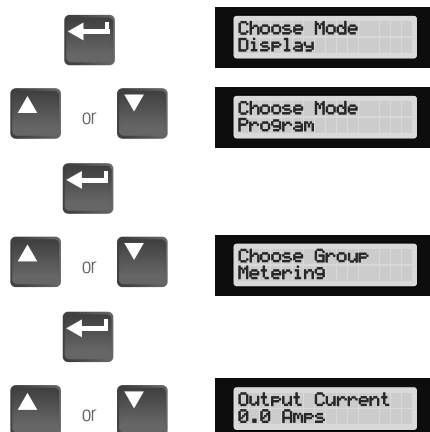 Choose Mode
Display
or
Choose Mode
Program
or
Choose Group
Metering
or
Output Current
0.0 Amps